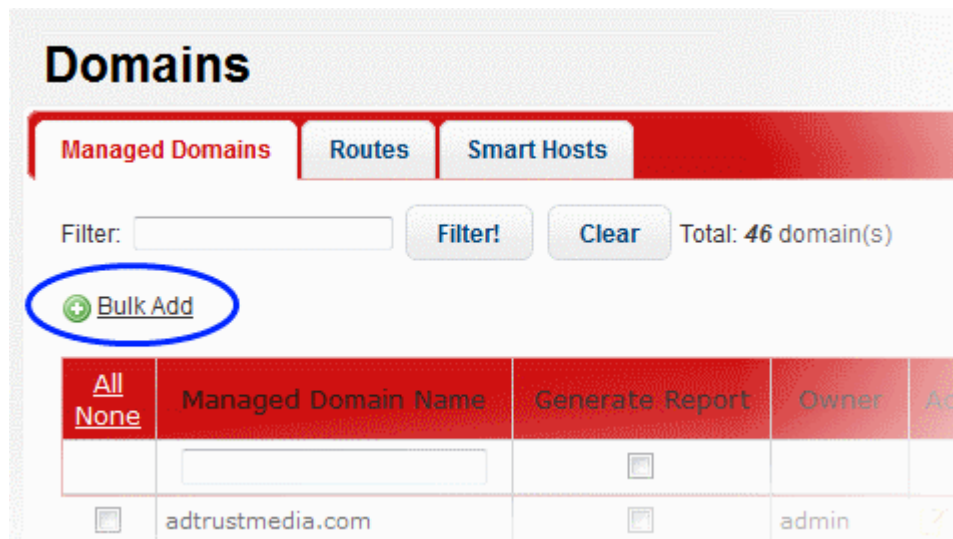 Domains
Managed Domains Routes Smart Hosts
Filter: Filter! Clear Total: 46 domain(s)
Bulk Add
All None Managed Domain Name Generate Report Owner
adtrustmedia.com admin